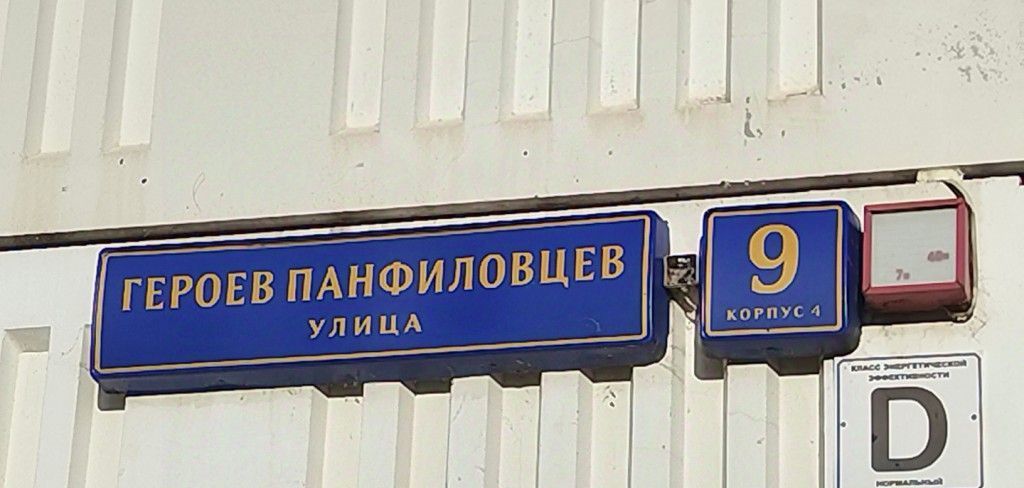 ГЕРОЕВ ПАНФИЛОВЦЕВ
УЛИЦА
9
КОРПУС 4
КЛАСС ЭНЕРГЕТИЧЕСКОЙ
ЭФФЕКТИВНОСТИ
D
НОРМАЛЬНЫЙ